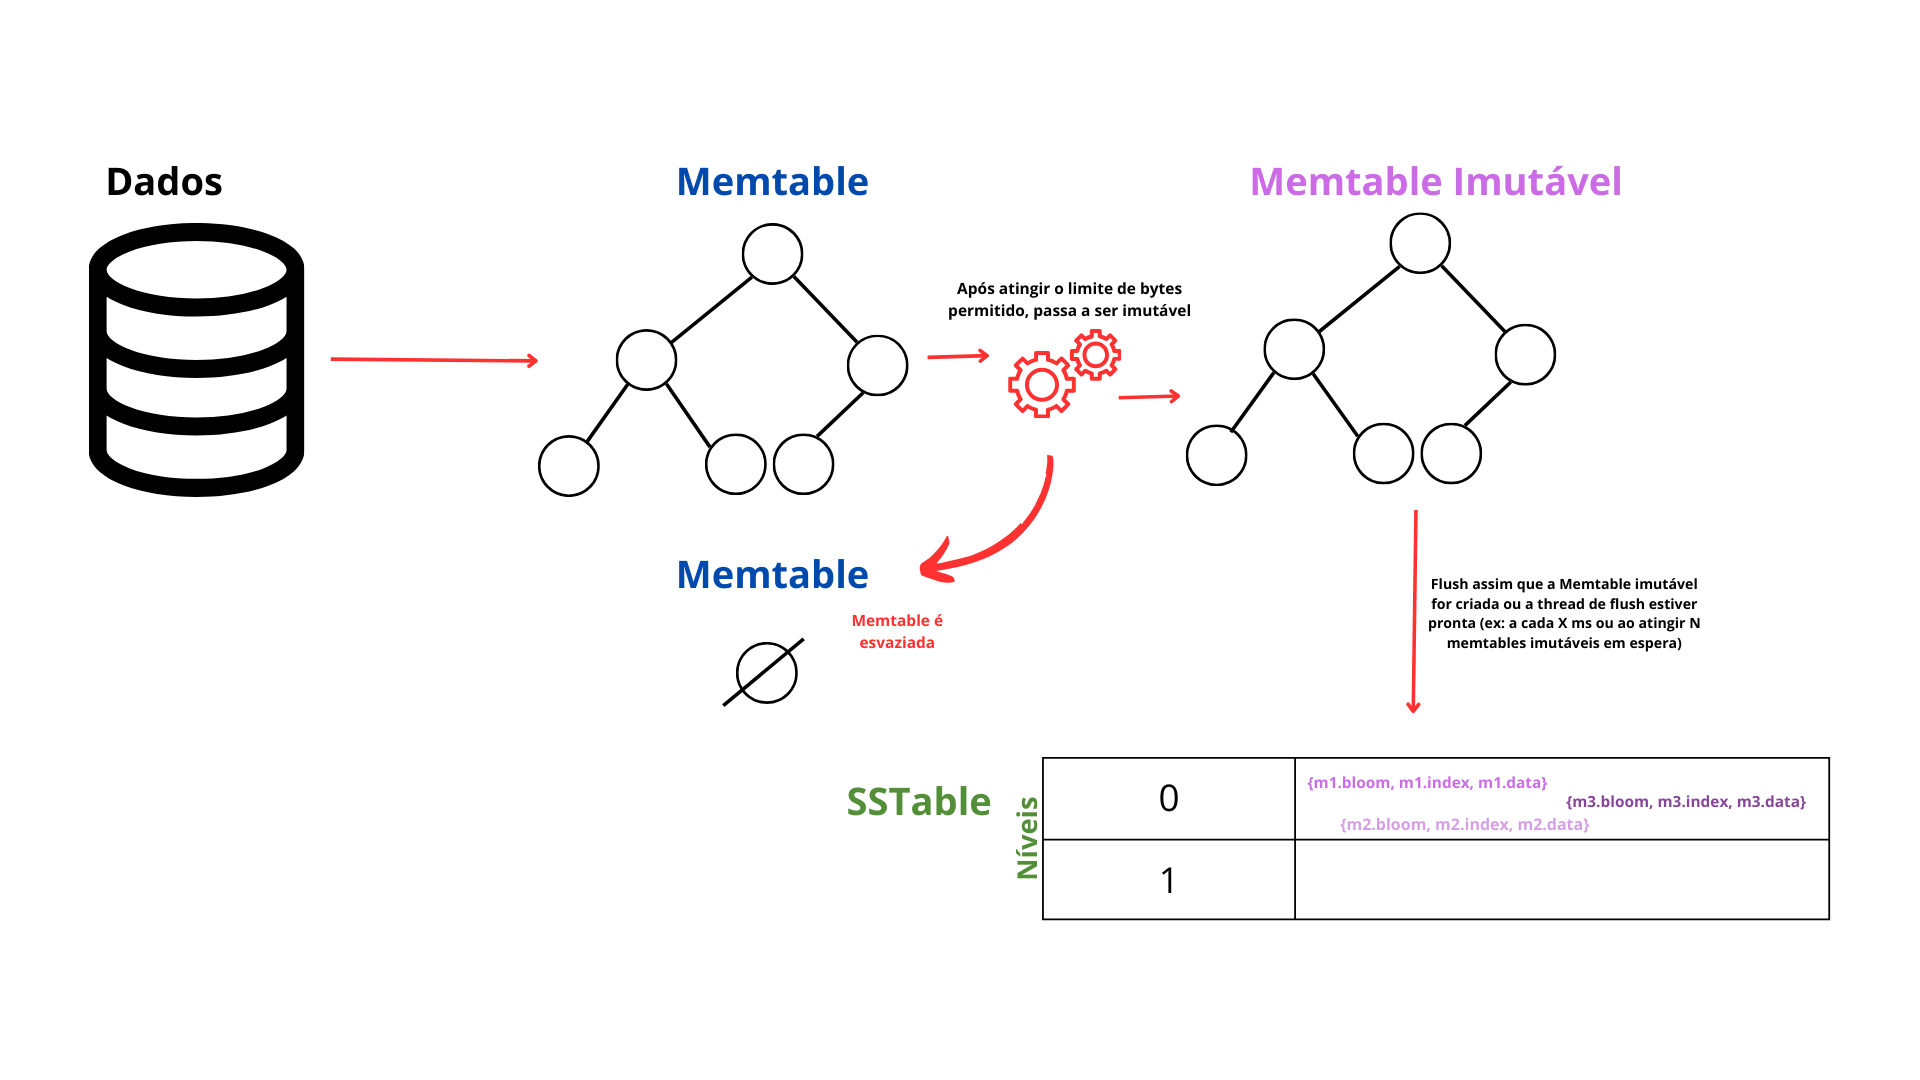 Dados
Memtable
Memtable Imutável
Após atingir o limite de bytes
permitido, passa a ser imutável
Memtable
Memtable é
esvaziada
Flush assim que a Memtable imutável
for criada ou a thread de flush estiver
pronta (ex: a cada X ms ou ao atingir N
memtables imutáveis em espera)
SSTable
Níveis
0
{m1.bloom, m1.index, m1.data}
{m3.bloom, m3.index, m3.data}
{m2.bloom, m2.index, m2.data}
1